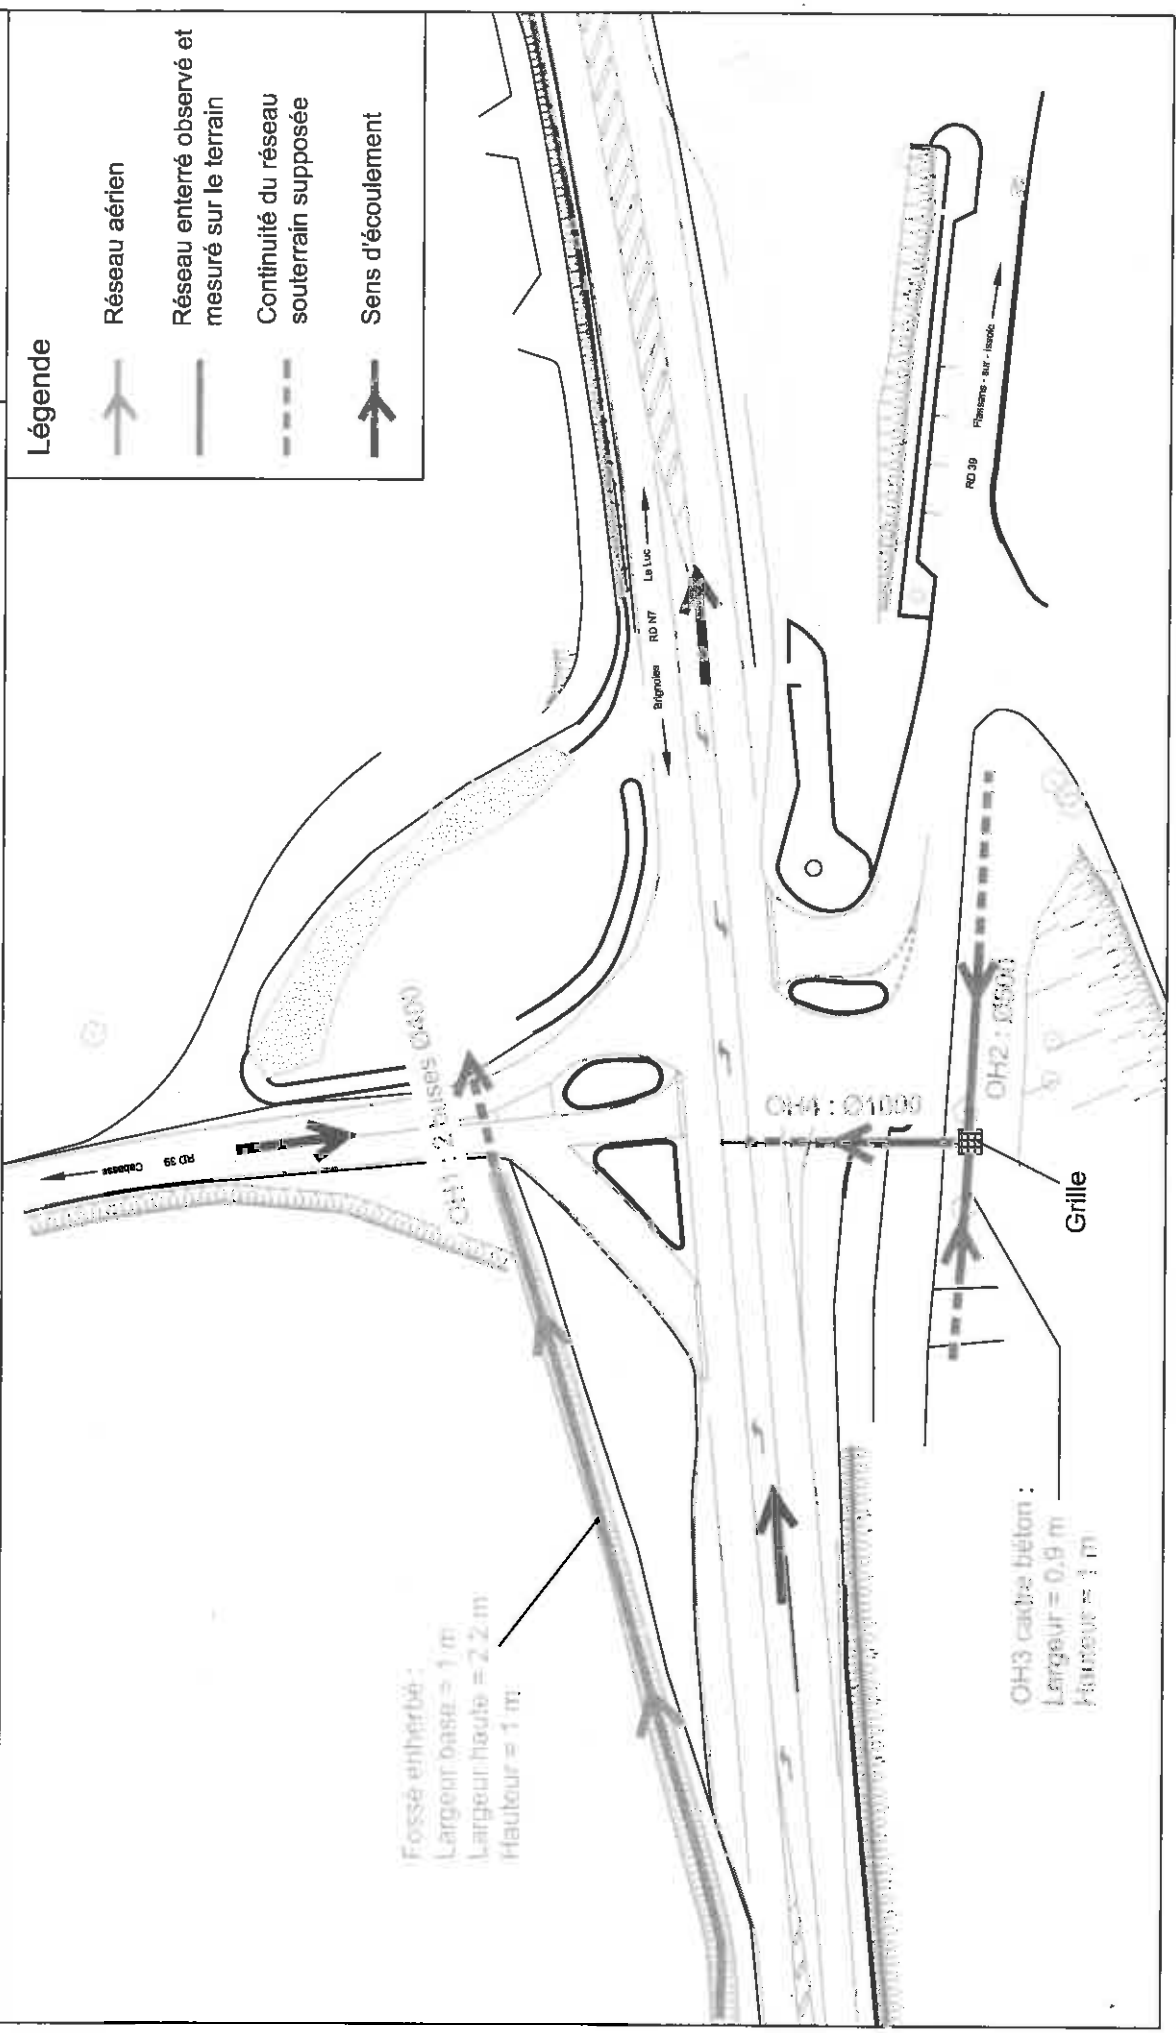 Légende
Réseau aérien
Réseau enterré observé et
mesuré sur le terrain
Continuité du réseau
souterrain supposée
Sens d'écoulement
Cabasse
RD 39
OH1 : 2 buses Ø400
Brignoles
RD N7
Le Luc
RD 39
Flassans - sur - Issole
OH4 : Ø1000
OH2 : Ø500
Grille
Fossé enherbé :
Largeur base = 1 m
Largeur haute = 2.2 m
Hauteur = 1 m
OH3 cadre béton :
Largeur = 0,9 m
Hauteur = 1 m